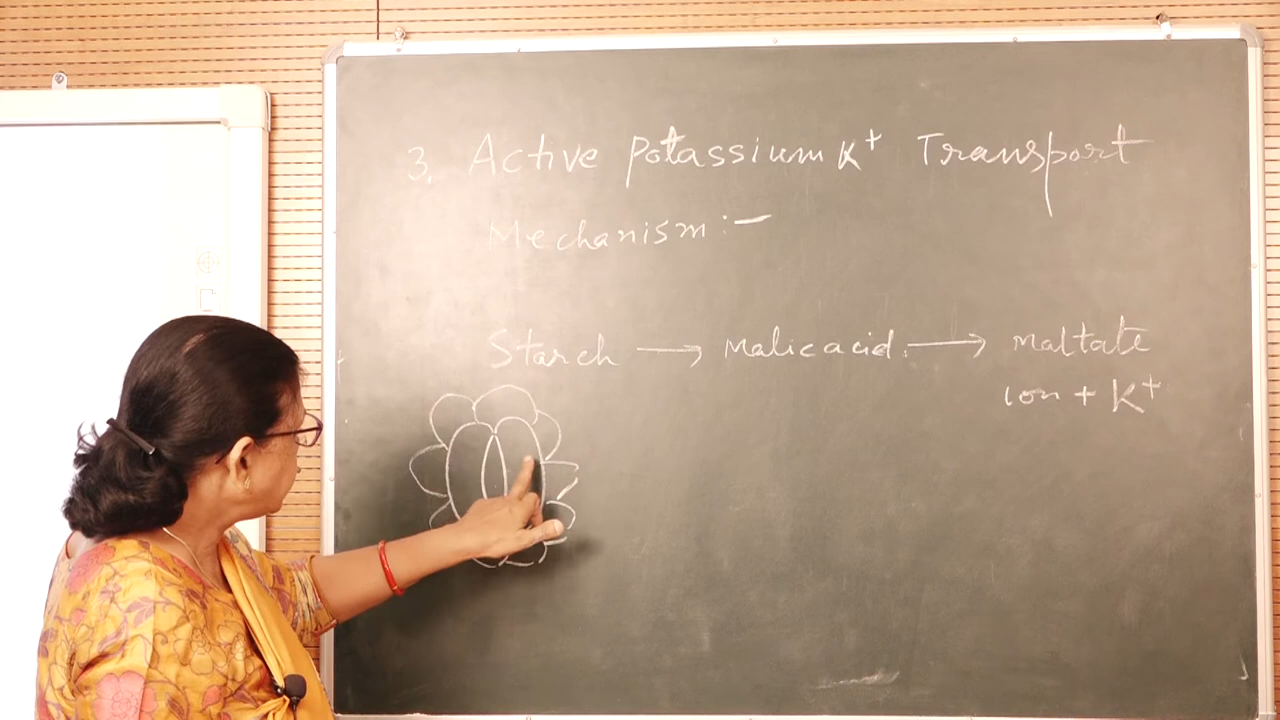 3. Active Potassium K+ Transport
Mechanism :-
Starch → Malic acid. → Maltate
ion + K+